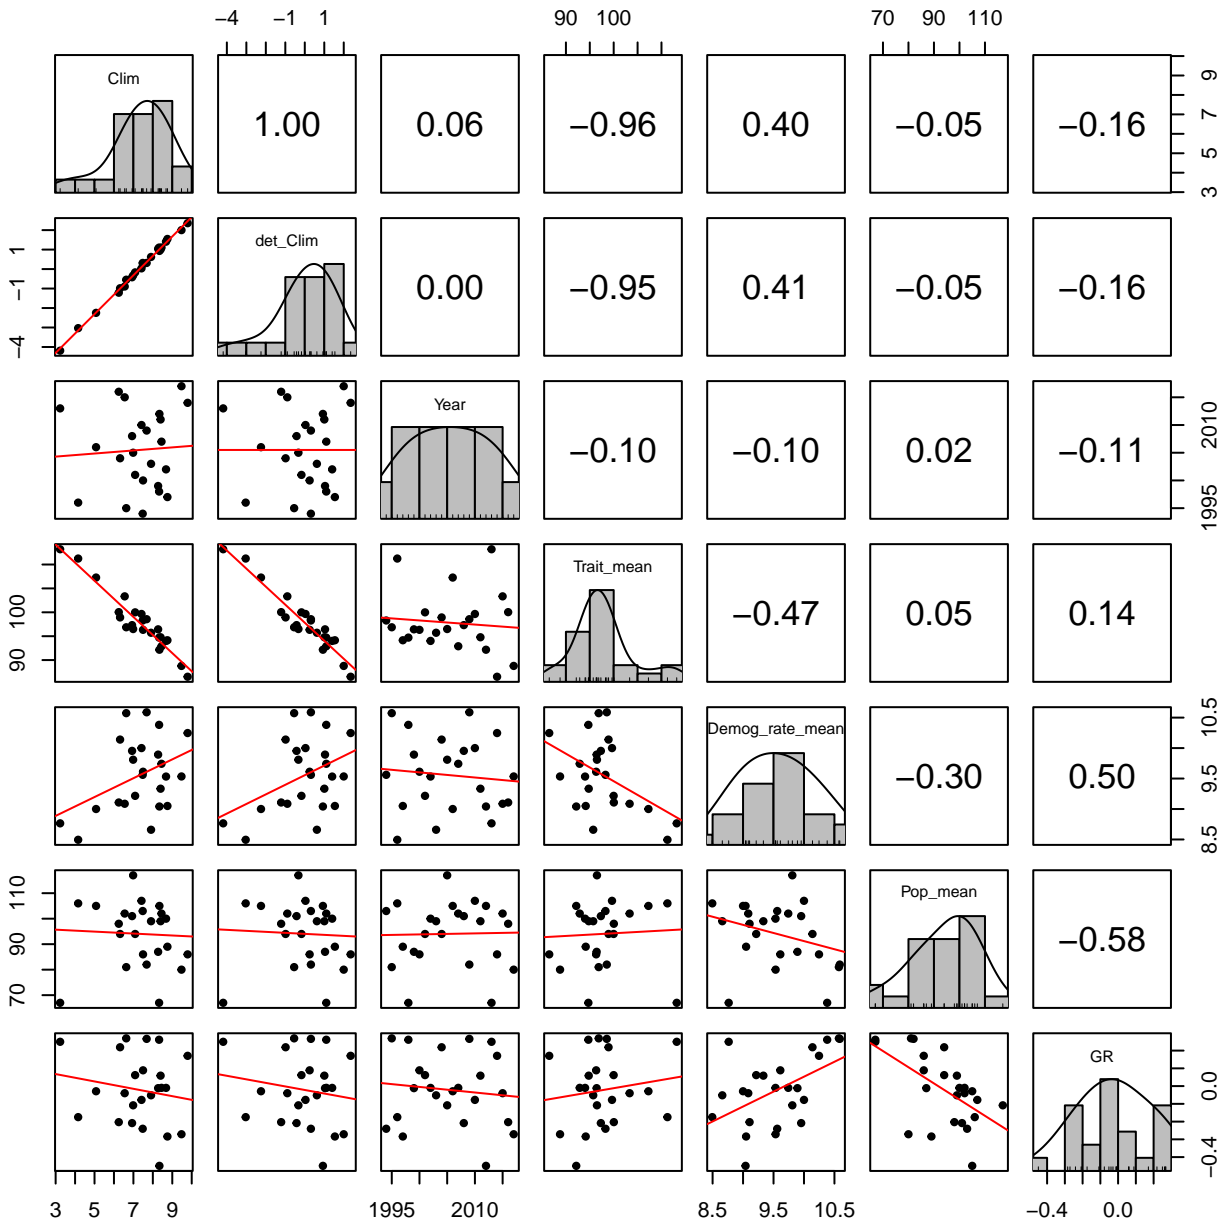 −4 −1 1 90 100 70 90 110
Clim 1.00 0.06 −0.96 0.40 −0.05 −0.16 3 5 7 9
−4 −1 1 det_Clim 0.00 −0.95 0.41 −0.05 −0.16
Year −0.10 −0.10 0.02 −0.11 1995 2010
90 100 Trait_mean −0.47 0.05 0.14
Demog_rate_mean −0.30 0.50 8.5 9.5 10.5
70 90 110 Pop_mean −0.58
GR −0.4 0.0
3 5 7 9 1995 2010 8.5 9.5 10.5 −0.4 0.0